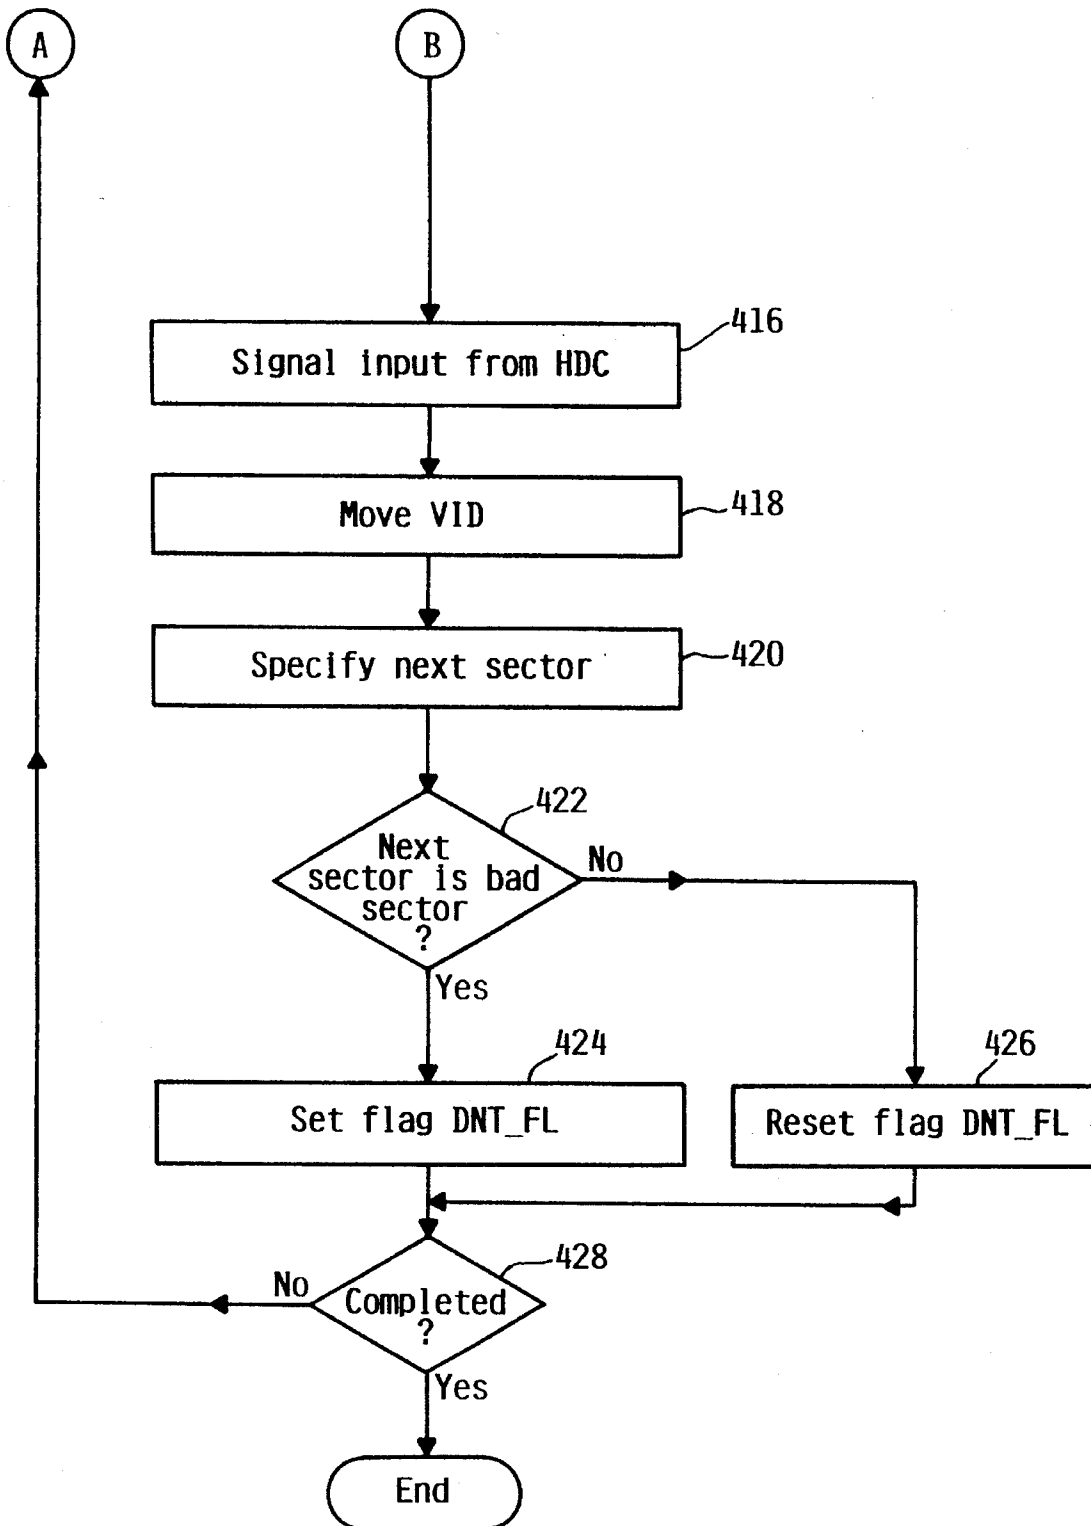 A
B
Signal input from HDC
416
Move VID
418
Specify next sector
420
422
Next
sector is bad
sector
?
No
Yes
424
Set flag DNT_FL
426
Reset flag DNT_FL
428
No
Completed
?
Yes
End